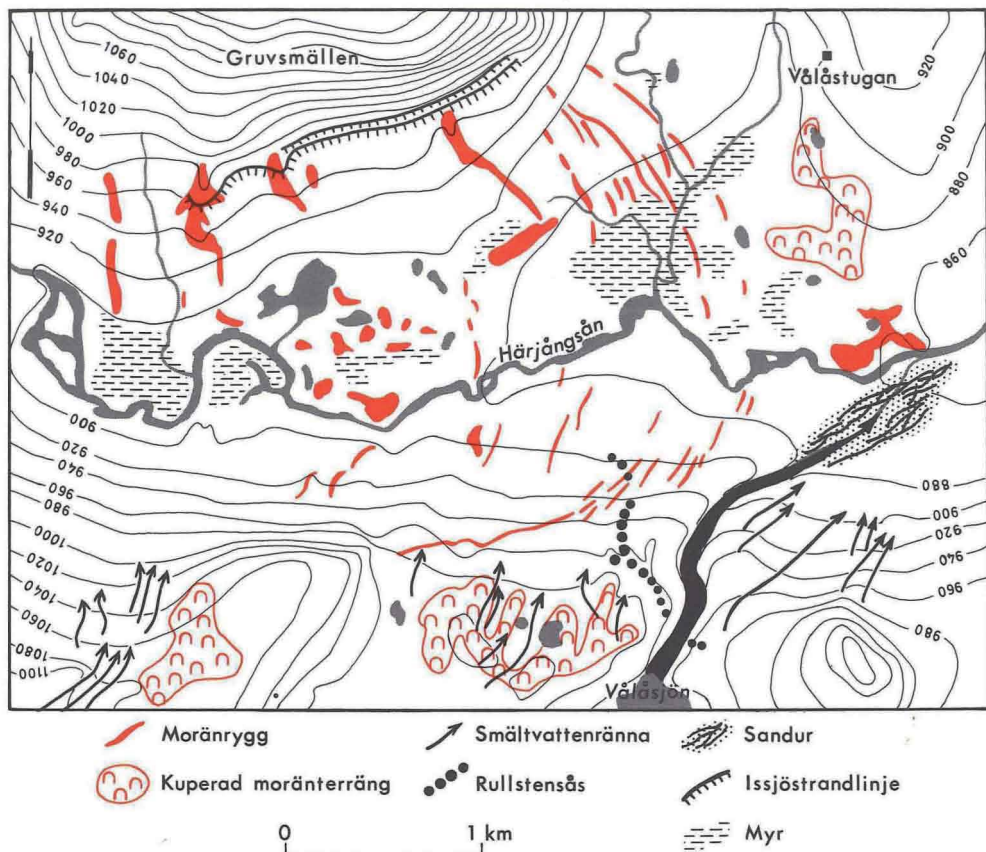 Gruvsmällen
Vålåstugan
1060
1040
1020
1000
980
960
940
920
920
900
880
860
Härjångsån
900
920
940
960
980
1000
1020
1040
1060
1080
1100
880
900
920
940
960
980
Vålåsjön
Moränrygg
Smältvattenränna
Sandur
Kuperad moränterräng
Rullstensås
Issjöstrandlinje
Myr
0 1 km